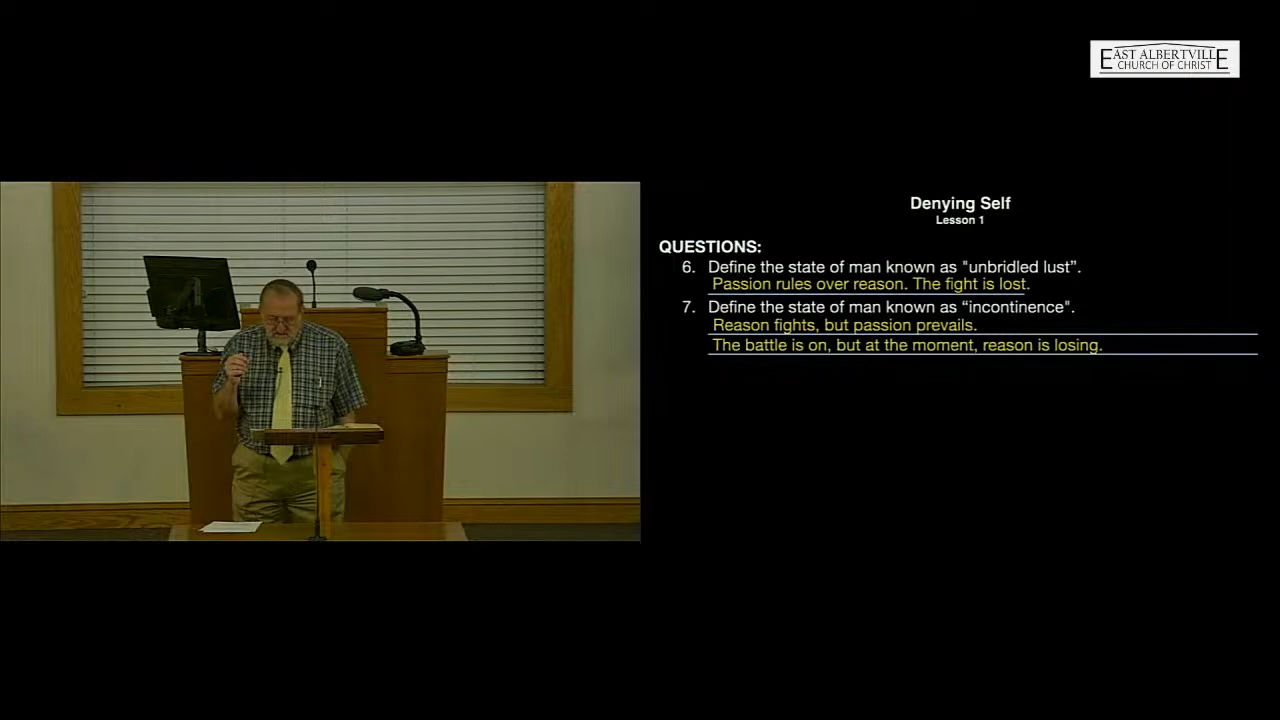 EAST ALBERTVILLE
CHURCH OF CHRIST
Denying Self
Lesson 1
QUESTIONS:
6. Define the state of man known as "unbridled lust”.
Passion rules over reason. The fight is lost.
7. Define the state of man known as “incontinence".
Reason fights, but passion prevails.
The battle is on, but at the moment, reason is losing.